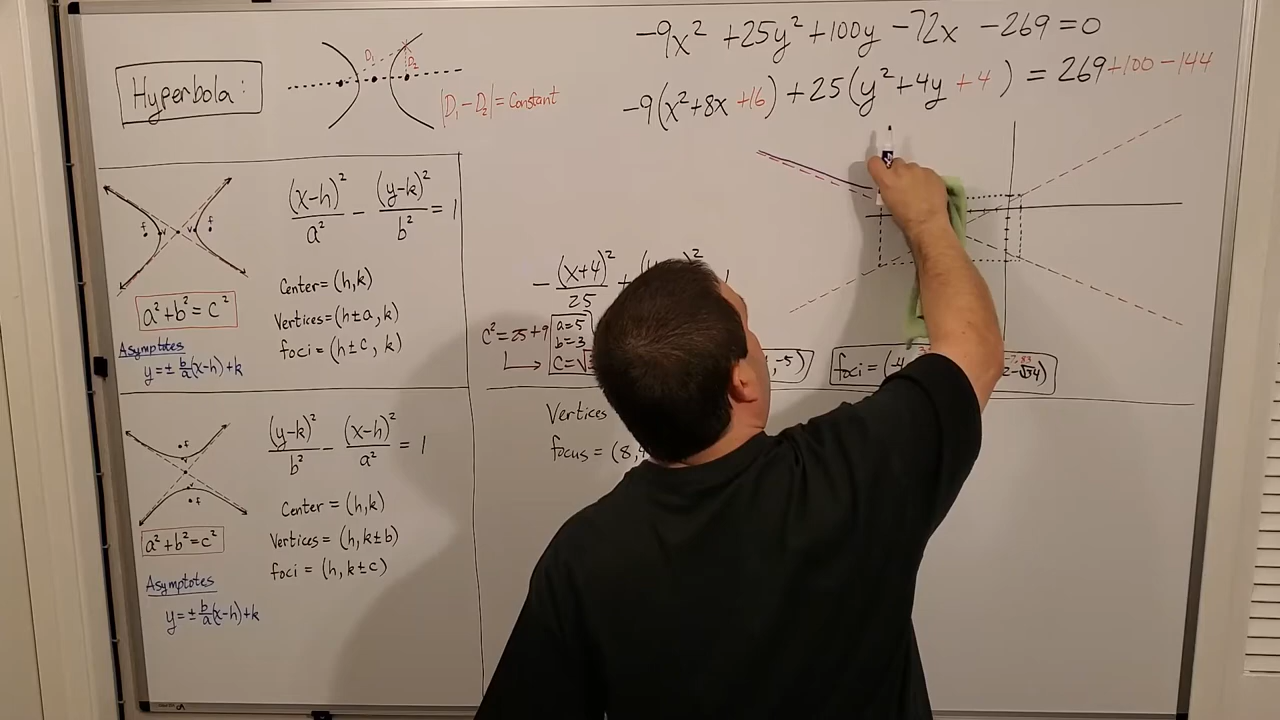 Hyperbola:
D₁
D₂
|D₁-D₂| = Constant
-9x² +25y² +100y -72x -269 = 0
-9(x²+8x +16) + 25(y²+4y +4 ) = 269+100-144
f
v
v
f
(x-h)²/a² - (y-k)²/b² = 1
a²+b² = c²
Center = (h,k)
Vertices = (h±a, k)
foci = (h±c, k)
Asymptotes
y=± b/a(x-h)+k
-(x+4)²/25 +
c² = 25+9
a=5
b=3
, -5)
foci = (-4
-7.83
2-√34)
f
v
v
f
(y-k)²/b² - (x-h)²/a² = 1
a²+b² = c²
Center = (h,k)
Vertices = (h, k±b)
foci = (h, k±c)
Asymptotes
y=± b/a(x-h)+k
Vertices
focus = (8,